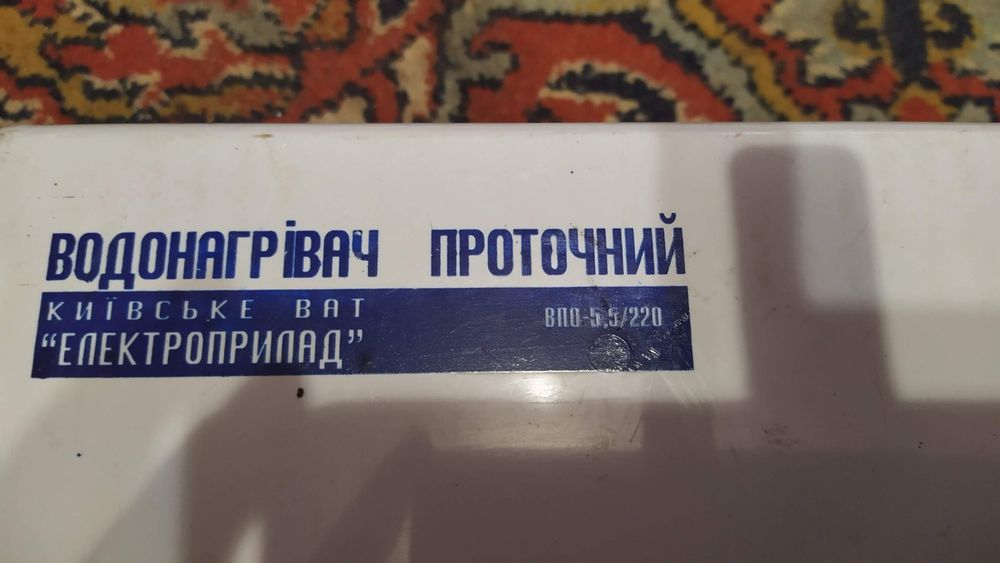 ВОДОНАГРІВАЧ ПРОТОЧНИЙ
КИЇВСЬКЕ ВАТ
"ЕЛЕКТРОПРИЛАД"
ВПО-5,5/220